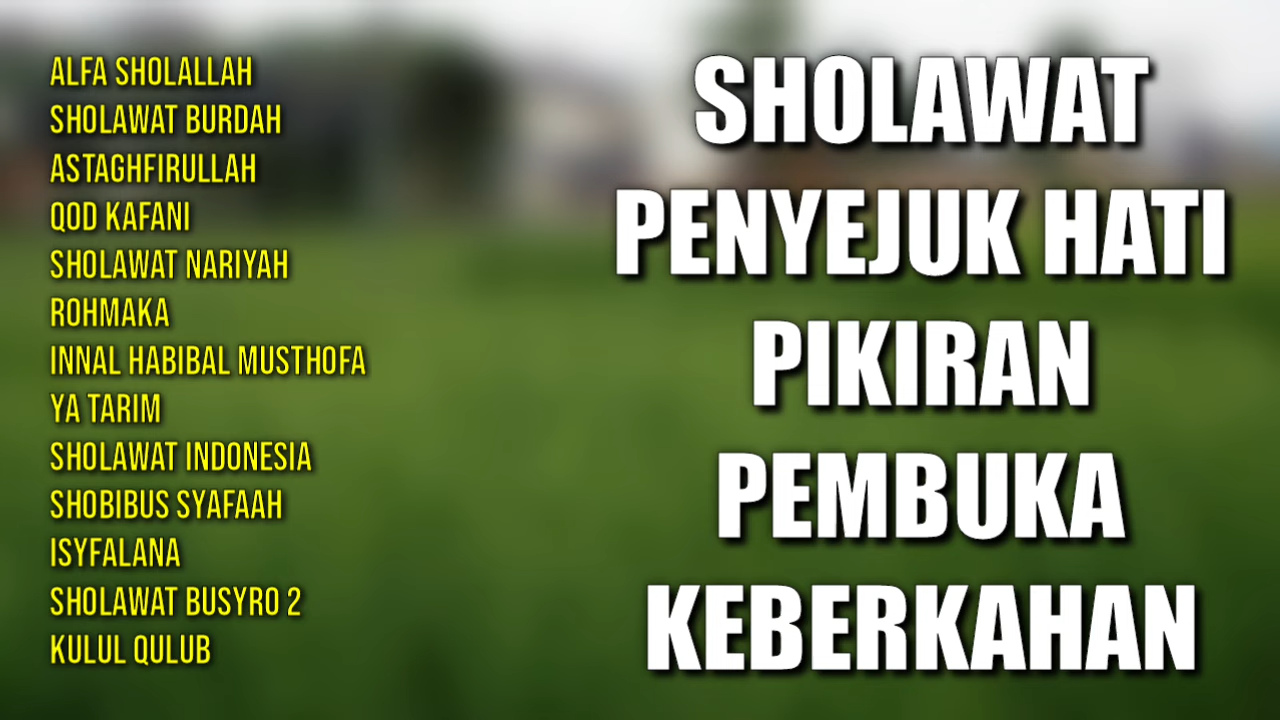 ALFA SHOLALLAH
SHOLAWAT BURDAH
ASTAGHFIRULLAH
QOD KAFANI
SHOLAWAT NARIYAH
ROHMAKA
INNAL HABIBAL MUSTHOFA
YA TARIM
SHOLAWAT INDONESIA
SHOBIBUS SYAFAAH
ISYFALANA
SHOLAWAT BUSYRO 2
KULUL QULUB
SHOLAWAT
PENYEJUK HATI
PIKIRAN
PEMBUKA
KEBERKAHAN